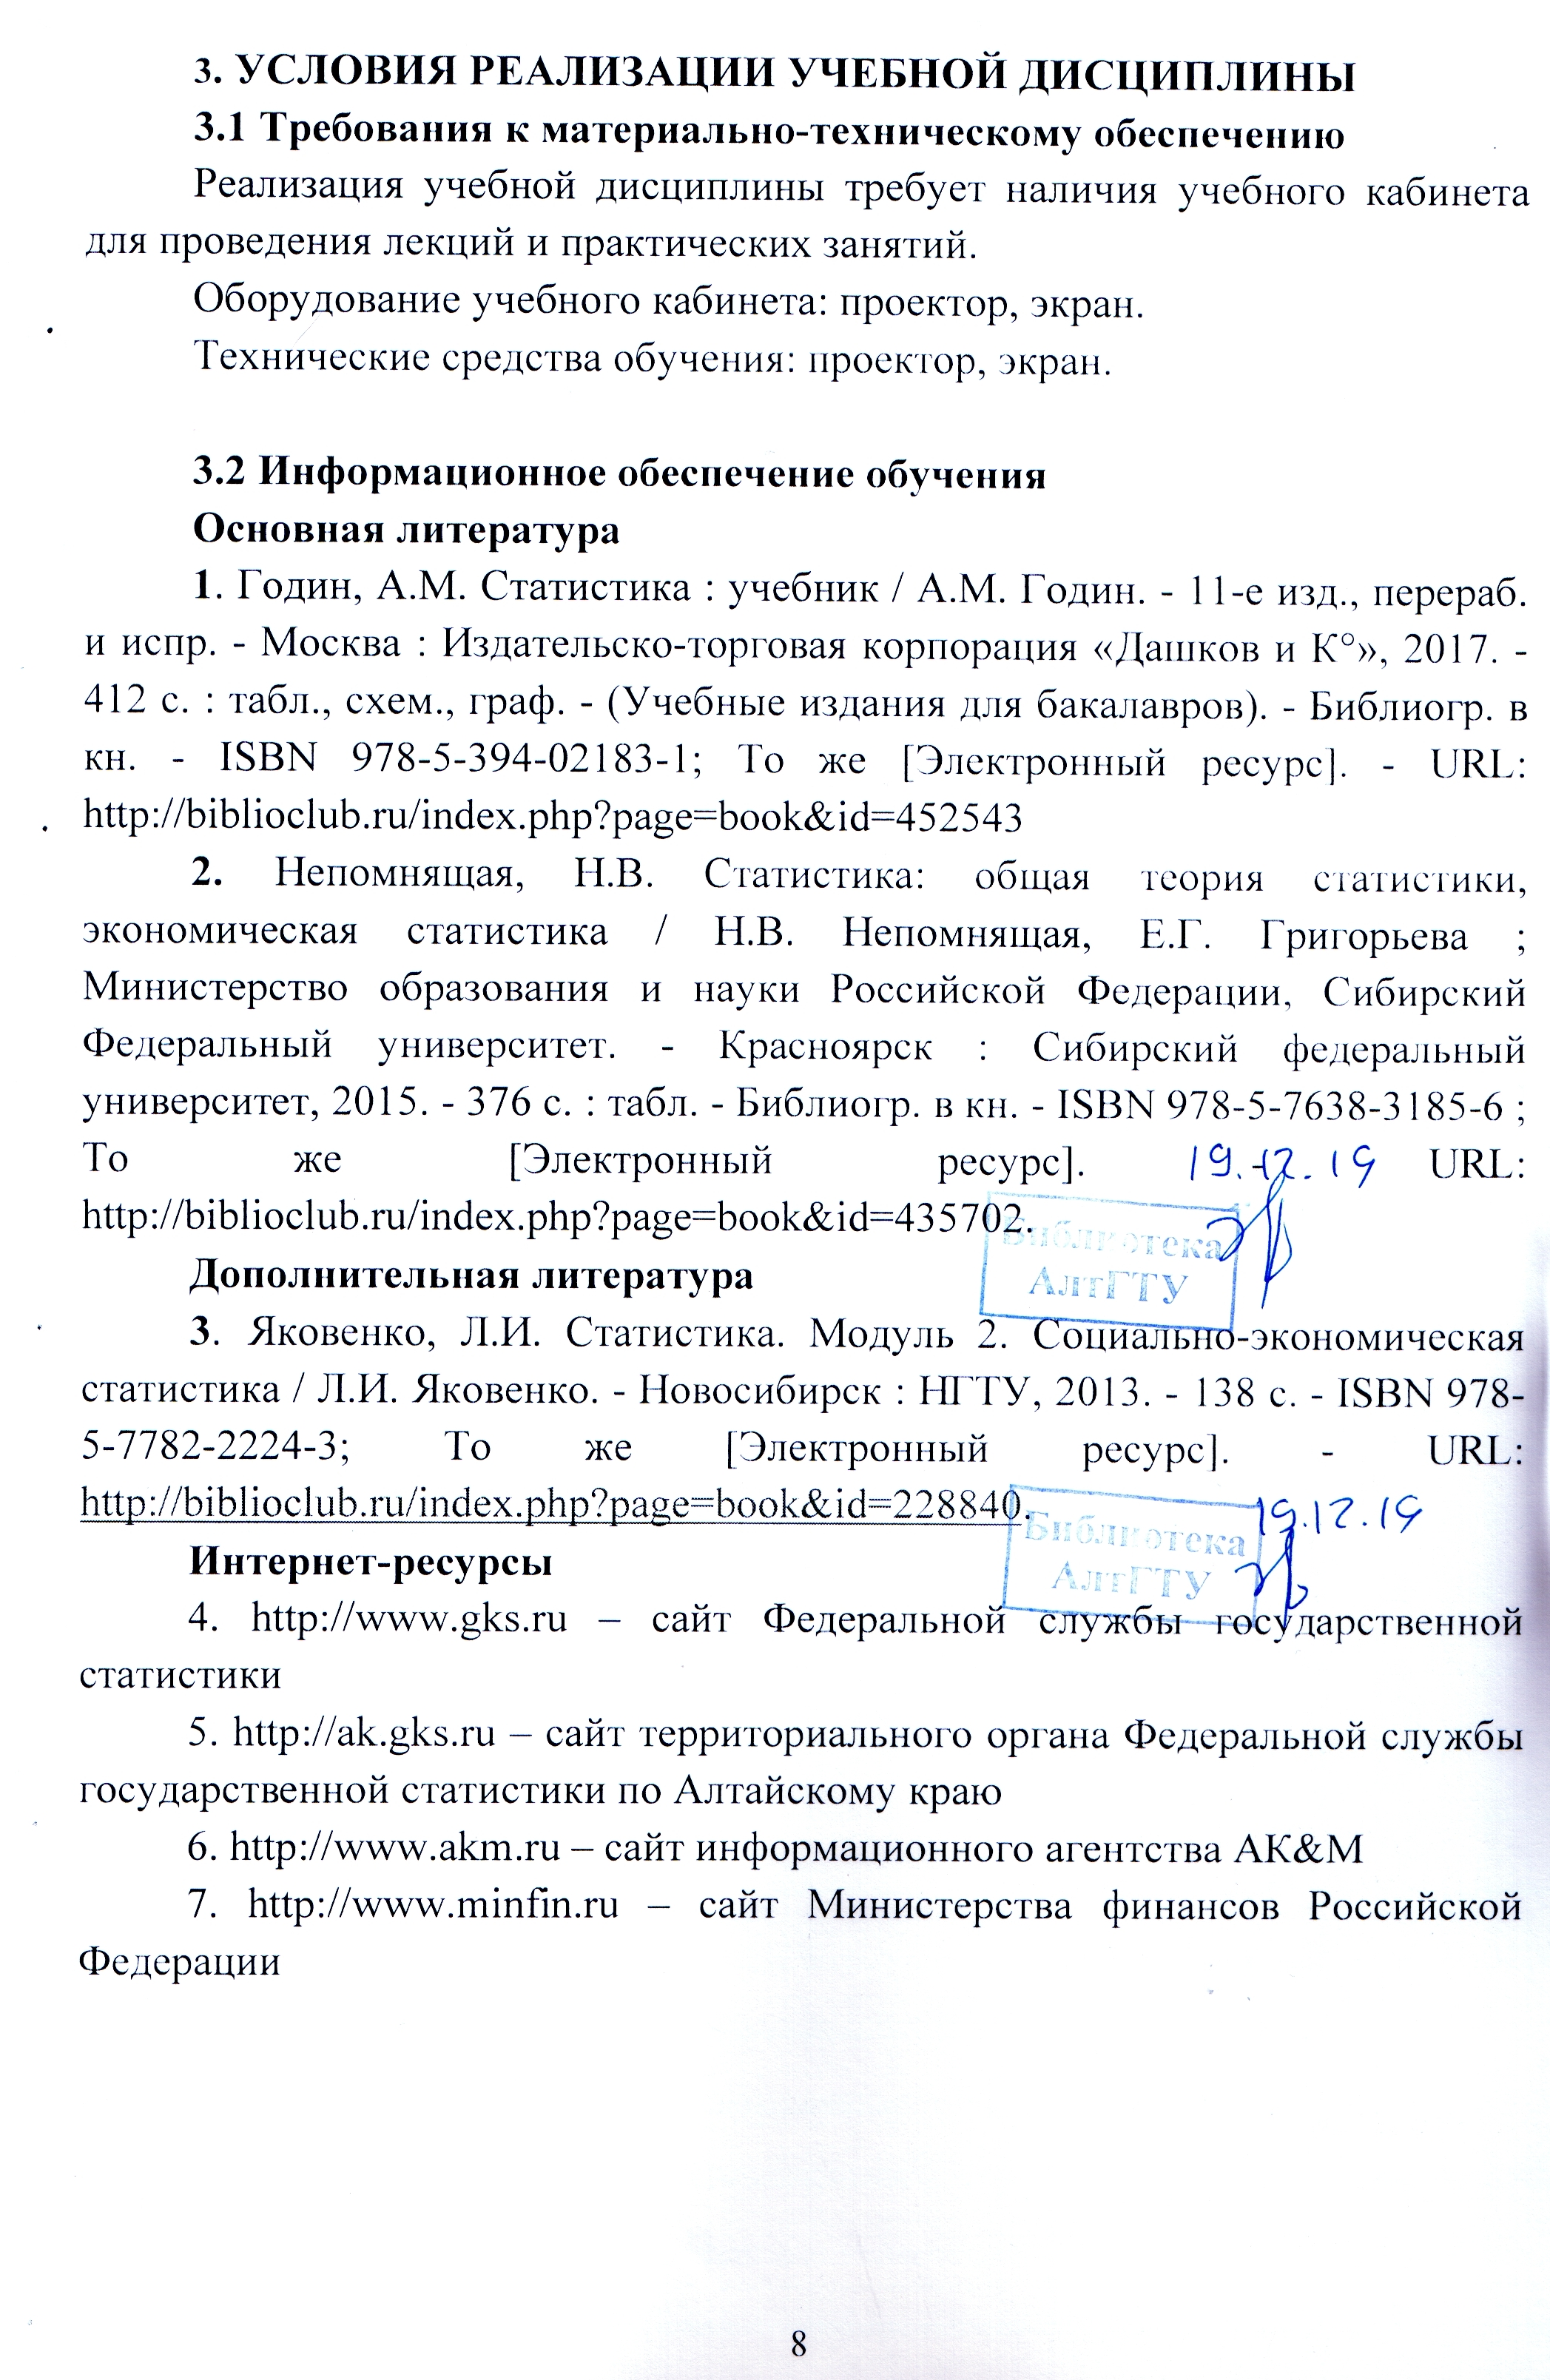 3. УСЛОВИЯ РЕАЛИЗАЦИИ УЧЕБНОЙ ДИСЦИПЛИНЫ
3.1 Требования к материально-техническому обеспечению
Реализация учебной дисциплины требует наличия учебного кабинета
для проведения лекций и практических занятий.
Оборудование учебного кабинета: проектор, экран.
Технические средства обучения: проектор, экран.
3.2 Информационное обеспечение обучения
Основная литература
1. Годин, А.М. Статистика : учебник / А.М. Годин. - 11-е изд., перераб.
и испр. - Москва : Издательско-торговая корпорация «Дашков и К°», 2017. -
412 с. : табл., схем., граф. - (Учебные издания для бакалавров). - Библиогр. в
кн. - ISBN 978-5-394-02183-1; То же [Электронный ресурс]. - URL:
http://biblioclub.ru/index.php?page=book&id=452543
2. Непомнящая, Н.В. Статистика: общая теория статистики,
экономическая статистика / Н.В. Непомнящая, Е.Г. Григорьева ;
Министерство образования и науки Российской Федерации, Сибирский
Федеральный университет. - Красноярск : Сибирский федеральный
университет, 2015. - 376 с. : табл. - Библиогр. в кн. - ISBN 978-5-7638-3185-6 ;
То же [Электронный ресурс]. 19.12.19 URL:
http://biblioclub.ru/index.php?page=book&id=435702.
Библиотека
АлтГТУ
Дополнительная литература
3. Яковенко, Л.И. Статистика. Модуль 2. Социально-экономическая
статистика / Л.И. Яковенко. - Новосибирск : НГТУ, 2013. - 138 с. - ISBN 978-
5-7782-2224-3; То же [Электронный ресурс]. - URL:
http://biblioclub.ru/index.php?page=book&id=228840.
19.12.19
Библиотека
АлтГТУ
Интернет-ресурсы
4. http://www.gks.ru – сайт Федеральной службы государственной
статистики
5. http://ak.gks.ru – сайт территориального органа Федеральной службы
государственной статистики по Алтайскому краю
6. http://www.akm.ru – сайт информационного агентства AK&M
7. http://www.minfin.ru – сайт Министерства финансов Российской
Федерации
8